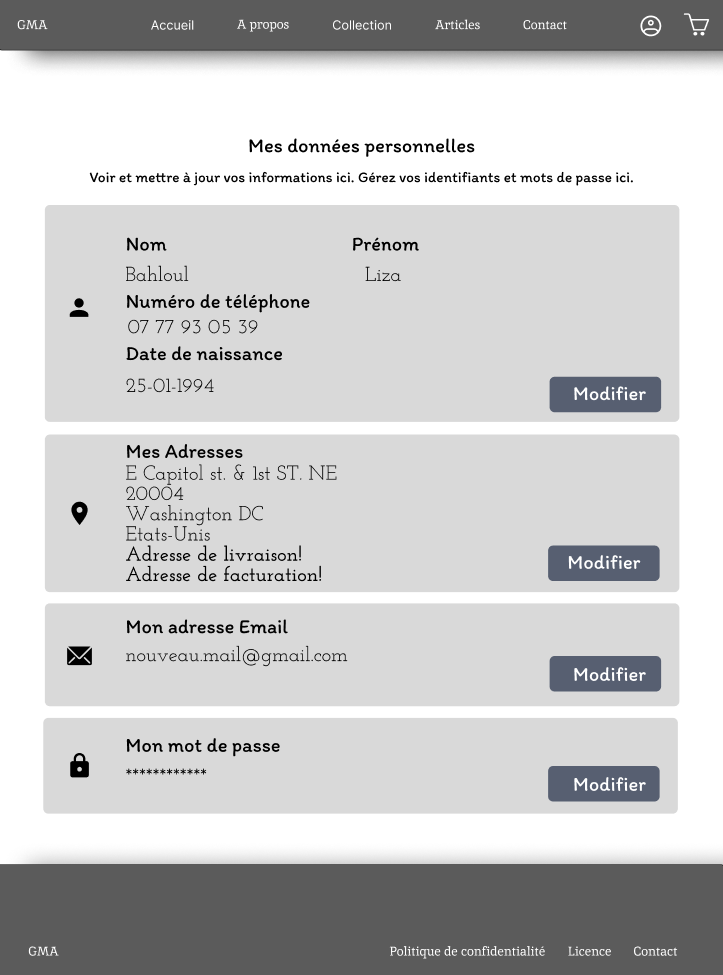 GMA Accueil A propos Collection Articles Contact
Mes données personnelles
Voir et mettre à jour vos informations ici. Gérez vos identifiants et mots de passe ici.
Nom Prénom
Bahloul Liza
Numéro de téléphone
07 77 93 05 39
Date de naissance
25-01-1994
Modifier
Mes Adresses
E Capitol st. & 1st ST. NE
20004
Washington DC
Etats-Unis
Adresse de livraison!
Adresse de facturation!
Modifier
Mon adresse Email
nouveau.mail@gmail.com
Modifier
Mon mot de passe
************
Modifier
GMA Politique de confidentialité Licence Contact